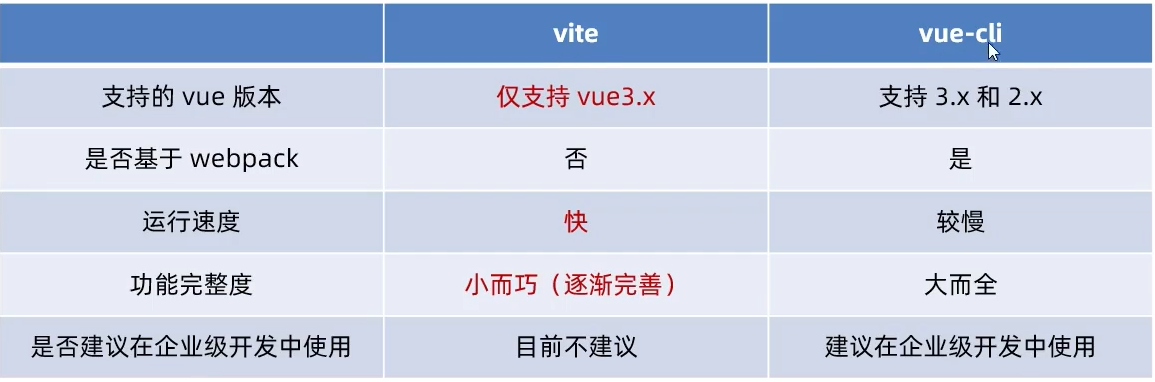 vite vue-cli
支持的 vue 版本 仅支持 vue3.x 支持 3.x 和 2.x
是否基于 webpack 否 是
运行速度 快 较慢
功能完整度 小而巧（逐渐完善） 大而全
是否建议在企业级开发中使用 目前不建议 建议在企业级开发中使用